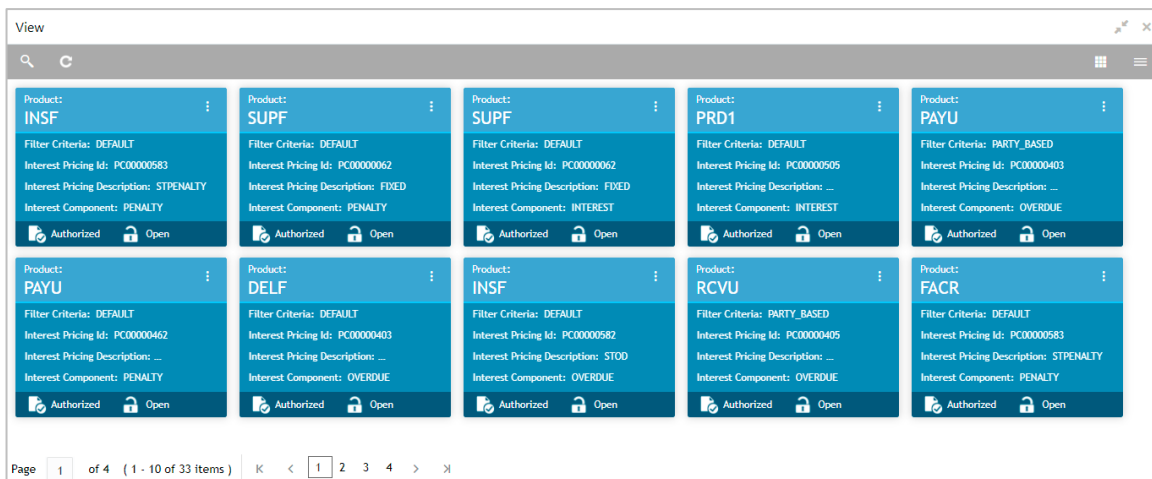 View
Product:
INSF
Filter Criteria: DEFAULT
Interest Pricing Id: PC00000583
Interest Pricing Description: STPENALTY
Interest Component: PENALTY
Authorized Open
Product:
SUPF
Filter Criteria: DEFAULT
Interest Pricing Id: PC00000062
Interest Pricing Description: FIXED
Interest Component: PENALTY
Authorized Open
Product:
SUPF
Filter Criteria: DEFAULT
Interest Pricing Id: PC00000062
Interest Pricing Description: FIXED
Interest Component: INTEREST
Authorized Open
Product:
PRD1
Filter Criteria: DEFAULT
Interest Pricing Id: PC00000505
Interest Pricing Description: ...
Interest Component: INTEREST
Authorized Open
Product:
PAYU
Filter Criteria: PARTY_BASED
Interest Pricing Id: PC00000403
Interest Pricing Description: ...
Interest Component: OVERDUE
Authorized Open
Product:
PAYU
Filter Criteria: DEFAULT
Interest Pricing Id: PC00000462
Interest Pricing Description: ...
Interest Component: PENALTY
Authorized Open
Product:
DELF
Filter Criteria: DEFAULT
Interest Pricing Id: PC00000403
Interest Pricing Description: ...
Interest Component: OVERDUE
Authorized Open
Product:
INSF
Filter Criteria: DEFAULT
Interest Pricing Id: PC00000582
Interest Pricing Description: STOD
Interest Component: OVERDUE
Authorized Open
Product:
RCVU
Filter Criteria: PARTY_BASED
Interest Pricing Id: PC00000405
Interest Pricing Description: ...
Interest Component: OVERDUE
Authorized Open
Product:
FACR
Filter Criteria: DEFAULT
Interest Pricing Id: PC00000583
Interest Pricing Description: STPENALTY
Interest Component: PENALTY
Authorized Open
Page 1 of 4 ( 1 - 10 of 33 items ) 1 2 3 4